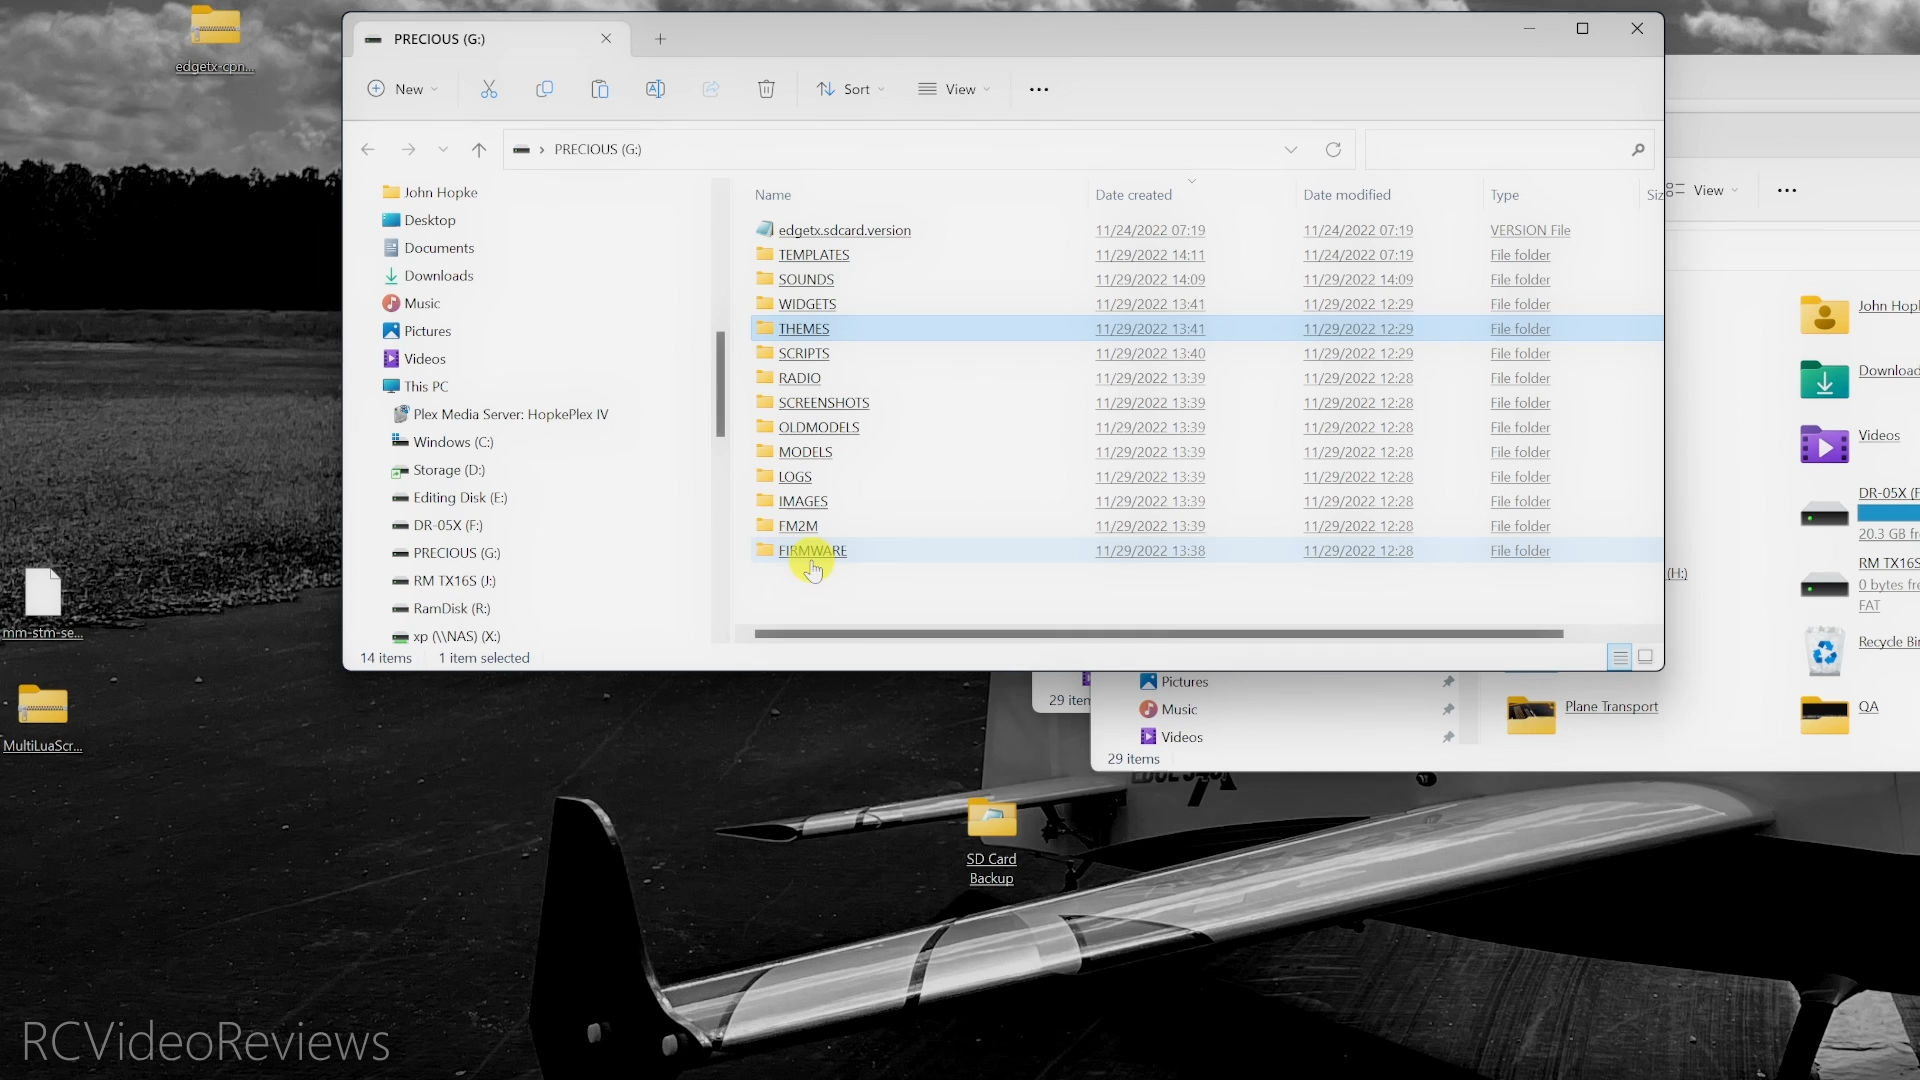 edgetx-cpn...
PRECIOUS (G:)
New
Sort
View
PRECIOUS (G:)
John Hopke
Desktop
Documents
Downloads
Music
Pictures
Videos
This PC
Plex Media Server: HopkePlex IV
Windows (C:)
Storage (D:)
Editing Disk (E:)
DR-05X (F:)
PRECIOUS (G:)
RM TX16S (J:)
RamDisk (R:)
xp (\\NAS) (X:)
Name Date created Date modified Type Siz
edgetx.sdcard.version 11/24/2022 07:19 11/24/2022 07:19 VERSION File
TEMPLATES 11/29/2022 14:11 11/24/2022 07:19 File folder
SOUNDS 11/29/2022 14:09 11/29/2022 14:09 File folder
WIDGETS 11/29/2022 13:41 11/29/2022 12:29 File folder
THEMES 11/29/2022 13:41 11/29/2022 12:29 File folder
SCRIPTS 11/29/2022 13:40 11/29/2022 12:29 File folder
RADIO 11/29/2022 13:39 11/29/2022 12:28 File folder
SCREENSHOTS 11/29/2022 13:39 11/29/2022 12:28 File folder
OLDMODELS 11/29/2022 13:39 11/29/2022 12:28 File folder
MODELS 11/29/2022 13:39 11/29/2022 12:28 File folder
LOGS 11/29/2022 13:39 11/29/2022 12:28 File folder
IMAGES 11/29/2022 13:39 11/29/2022 12:28 File folder
FM2M 11/29/2022 13:39 11/29/2022 12:28 File folder
FIRMWARE 11/29/2022 13:38 11/29/2022 12:28 File folder
14 items 1 item selected
View
John Hopk
Download
Videos
DR-05X (F
20.3 GB fr
(H:)
RM TX16S
0 bytes fre
FAT
Recycle Bin
Plane Transport
QA
29 item
Pictures
Music
Videos
29 items
mm-stm-se...
MultiLuaScr...
SD Card
Backup
RCVideoReviews